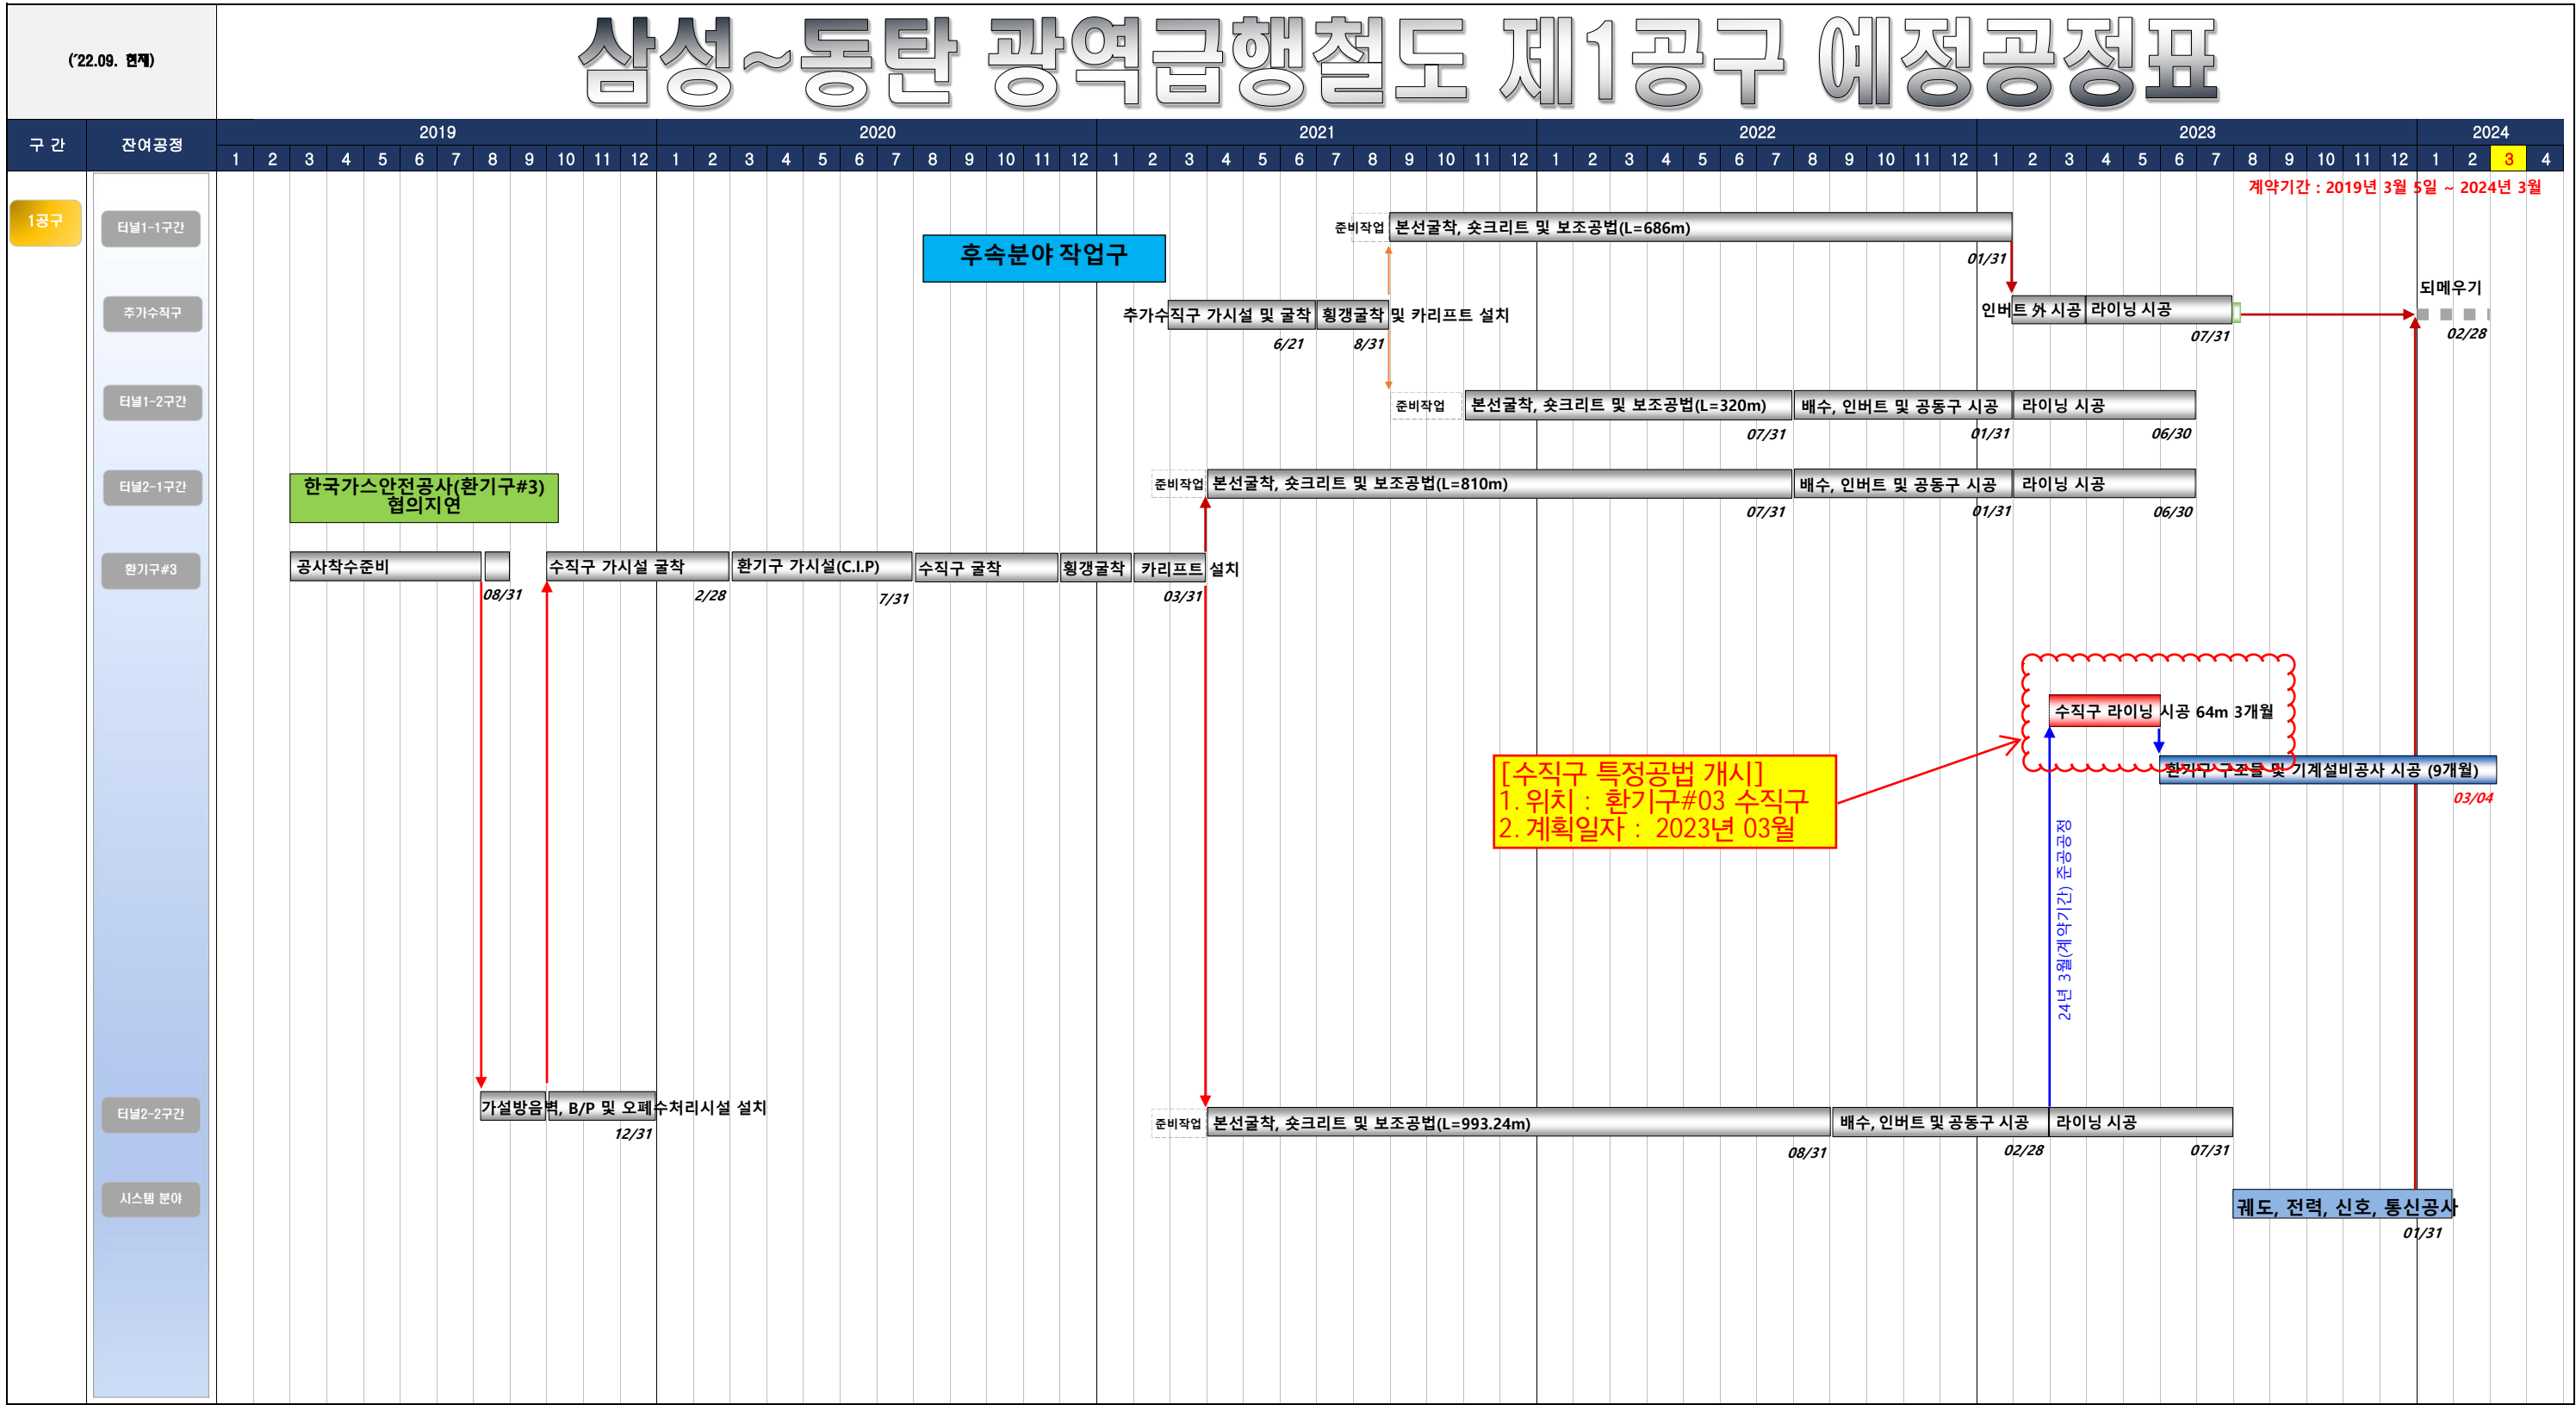 ('22.09. 현재)
삼성~동탄 광역급행철도 제1공구 예정공정표
구 간
잔여공정
2019 2020 2021 2022 2023 2024
1 2 3 4 5 6 7 8 9 10 11 12 1 2 3 4 5 6 7 8 9 10 11 12 1 2 3 4 5 6 7 8 9 10 11 12 1 2 3 4 5 6 7 8 9 10 11 12 1 2 3 4 5 6 7 8 9 10 11 12 1 2 3 4
계약기간 : 2019년 3월 5일 ~ 2024년 3월
1공구
터널1-1구간
준비작업
본선굴착, 숏크리트 및 보조공법(L=686m)
01/31
후속분야 작업구
추가수직구
추가수직구 가시설 및 굴착
횡갱굴착 및 카리프트 설치
6/21
8/31
인버트 外 시공
라이닝 시공
07/31
되메우기
02/28
터널1-2구간
준비작업
본선굴착, 숏크리트 및 보조공법(L=320m)
배수, 인버트 및 공동구 시공
라이닝 시공
07/31
01/31
06/30
터널2-1구간
한국가스안전공사(환기구#3)
협의지연
준비작업
본선굴착, 숏크리트 및 보조공법(L=810m)
배수, 인버트 및 공동구 시공
라이닝 시공
07/31
01/31
06/30
환기구#3
공사착수준비
수직구 가시설 굴착
환기구 가시설(C.I.P)
수직구 굴착
횡갱굴착
카리프트 설치
08/31
2/28
7/31
03/31
수직구 라이닝 시공 64m 3개월
환기구 구조물 및 기계설비공사 시공 (9개월)
03/04
[수직구 특정공법 개시]
1. 위치 : 환기구#03 수직구
2. 계획일자 : 2023년 03월
24년 3월(계약기간) 준공공정
터널2-2구간
가설방음벽, B/P 및 오폐수처리시설 설치
12/31
준비작업
본선굴착, 숏크리트 및 보조공법(L=993.24m)
배수, 인버트 및 공동구 시공
라이닝 시공
08/31
02/28
07/31
시스템 분야
궤도, 전력, 신호, 통신공사
01/31